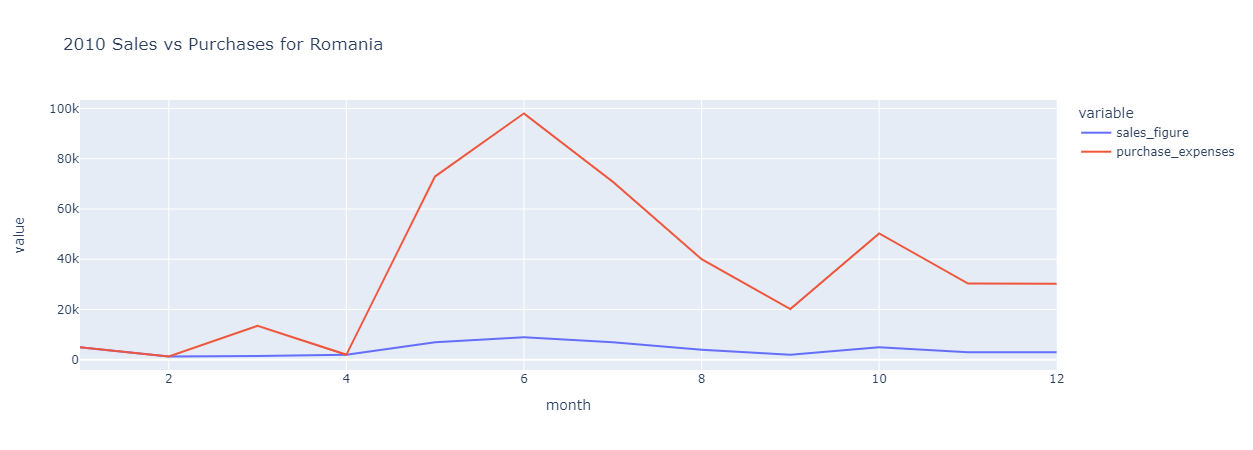 2010 Sales vs Purchases for Romania
100k
80k
60k
40k
20k
0
value
2
4
6
8
10
12
month
variable
sales_figure
purchase_expenses